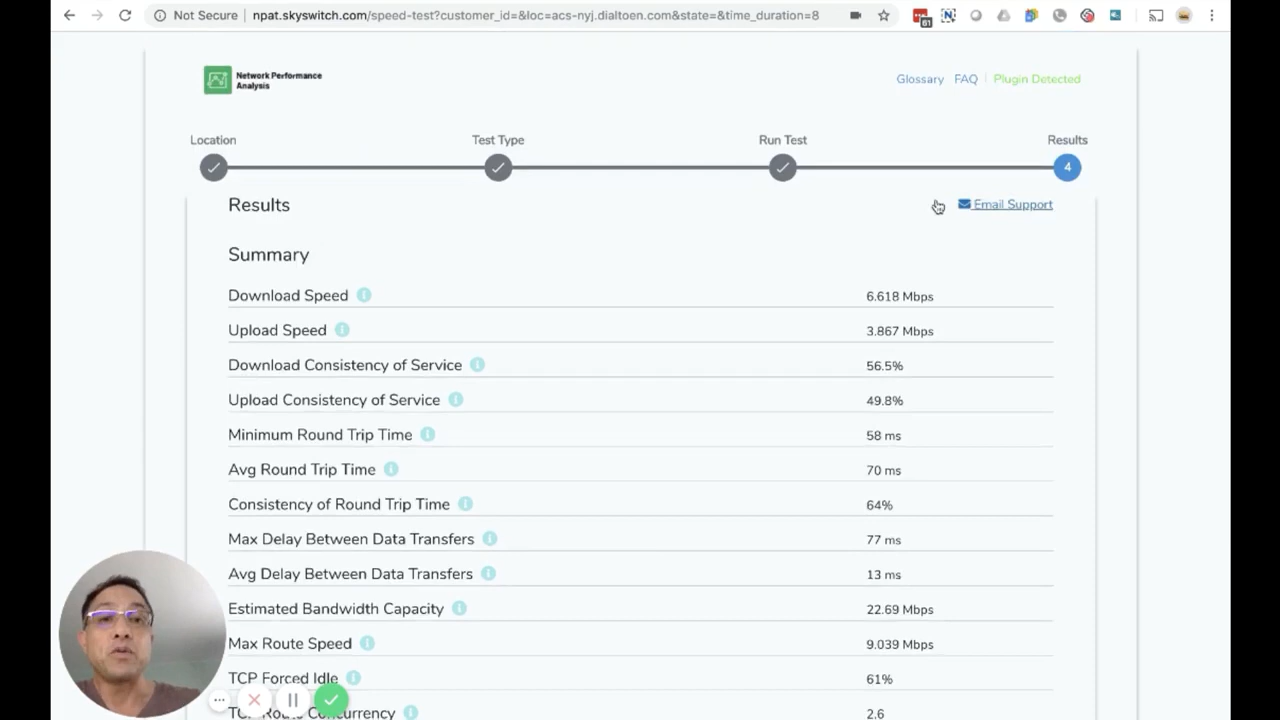 Not Secure npat.skyswitch.com/speed-test?customer_id=&loc=acs-nyj.dialtoen.com&state=&time_duration=8
61
Network Performance
Analysis
Glossary FAQ Plugin Detected
Location Test Type Run Test Results
4
Results Email Support
Summary
Download Speed 6.618 Mbps
Upload Speed 3.867 Mbps
Download Consistency of Service 56.5%
Upload Consistency of Service 49.8%
Minimum Round Trip Time 58 ms
Avg Round Trip Time 70 ms
Consistency of Round Trip Time 64%
Max Delay Between Data Transfers 77 ms
Avg Delay Between Data Transfers 13 ms
Estimated Bandwidth Capacity 22.69 Mbps
Max Route Speed 9.039 Mbps
TCP Forced Idle 61%
TCP Route Concurrency 2.6